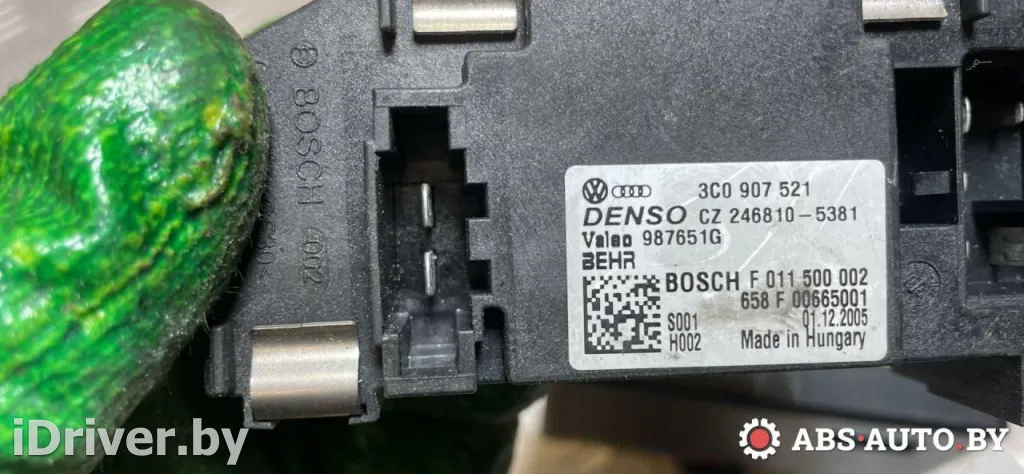 BOSCH 4002
3C0 907 521
DENSO CZ 246810-5381
Valeo 987651G
BEHR
BOSCH F 011 500 002
658 F 00665001
S001 01.12.2005
H002 Made in Hungary
iDriver.by
ABS-AUTO.BY